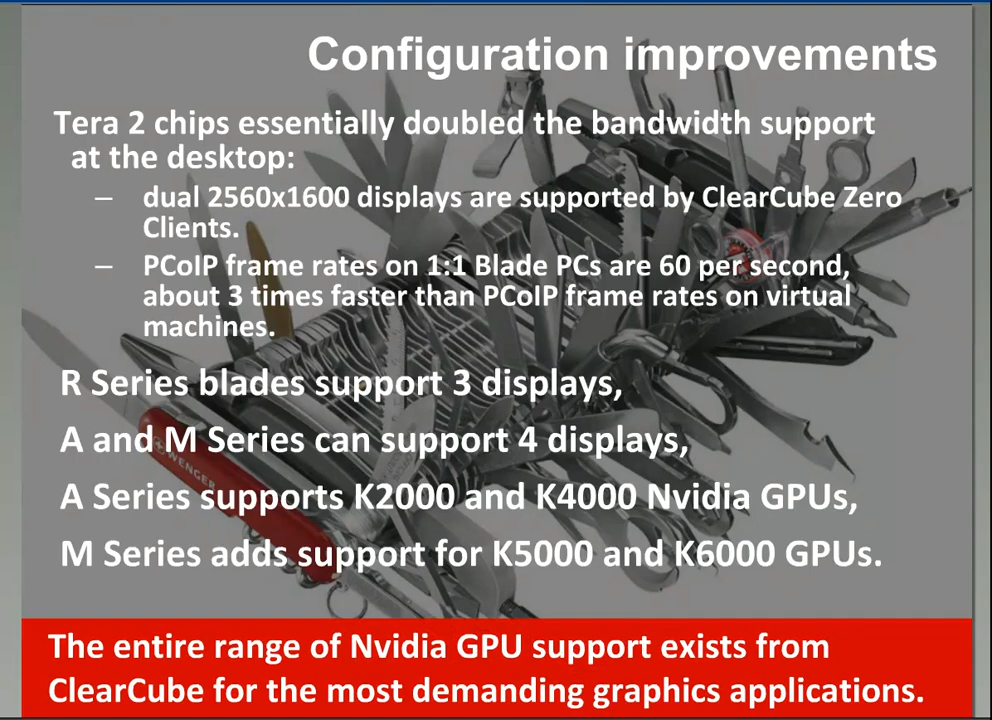 Configuration improvements
Tera 2 chips essentially doubled the bandwidth support
at the desktop:
– dual 2560x1600 displays are supported by ClearCube Zero
Clients.
– PCoIP frame rates on 1:1 Blade PCs are 60 per second,
about 3 times faster than PCoIP frame rates on virtual
machines.
R Series blades support 3 displays,
A and M Series can support 4 displays,
WENGER
A Series supports K2000 and K4000 Nvidia GPUs,
M Series adds support for K5000 and K6000 GPUs.
The entire range of Nvidia GPU support exists from
ClearCube for the most demanding graphics applications.